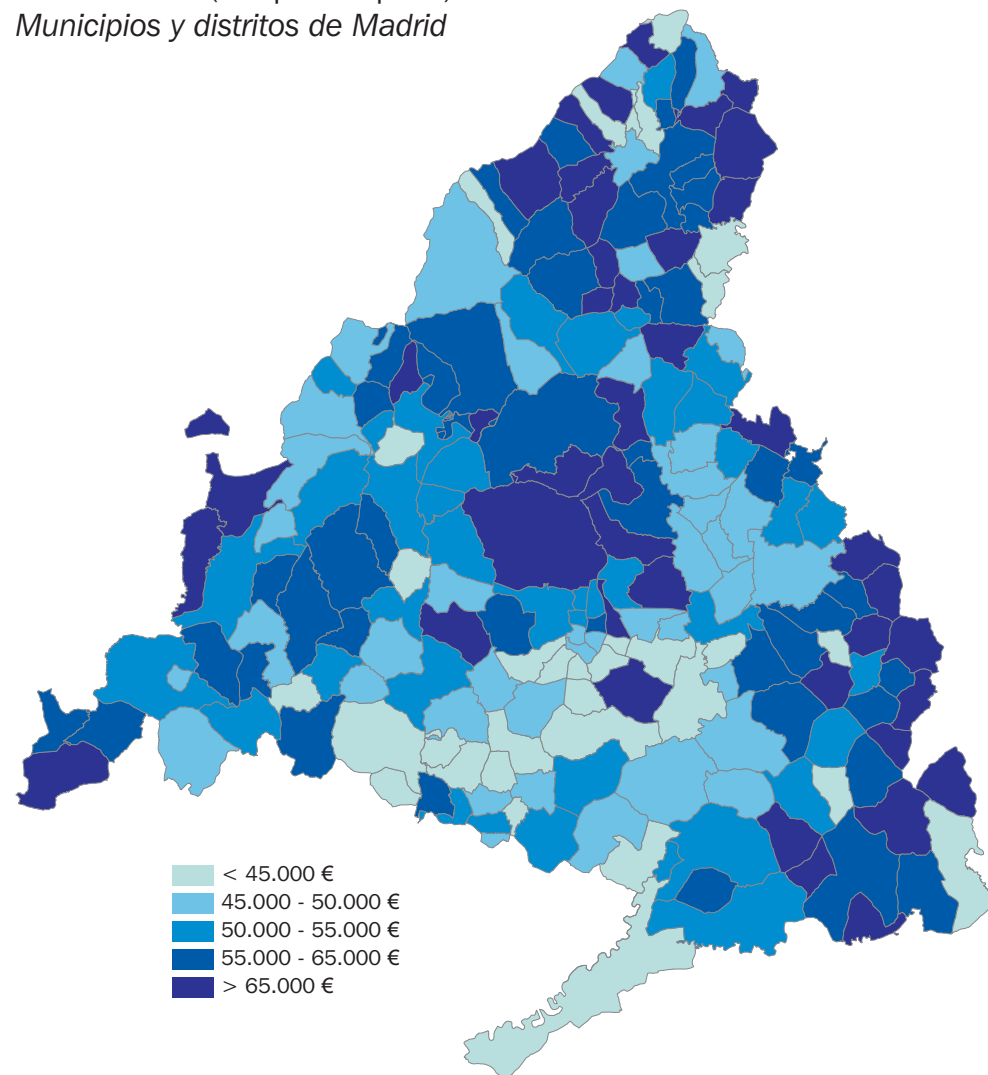 Municipios y distritos de Madrid
< 45.000 €
45.000 - 50.000 €
50.000 - 55.000 €
55.000 - 65.000 €
> 65.000 €